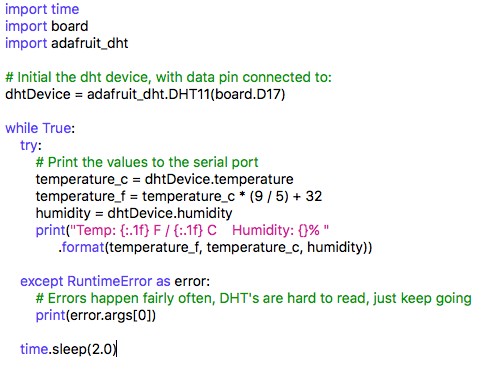 import time
import board
import adafruit_dht

# Initial the dht device, with data pin connected to:
dhtDevice = adafruit_dht.DHT11(board.D17)

while True:
    try:
        # Print the values to the serial port
        temperature_c = dhtDevice.temperature
        temperature_f = temperature_c * (9 / 5) + 32
        humidity = dhtDevice.humidity
        print("Temp: {:.1f} F / {:.1f} C    Humidity: {}% "
              .format(temperature_f, temperature_c, humidity))

    except RuntimeError as error:
        # Errors happen fairly often, DHT's are hard to read, just keep going
        print(error.args[0])

    time.sleep(2.0)